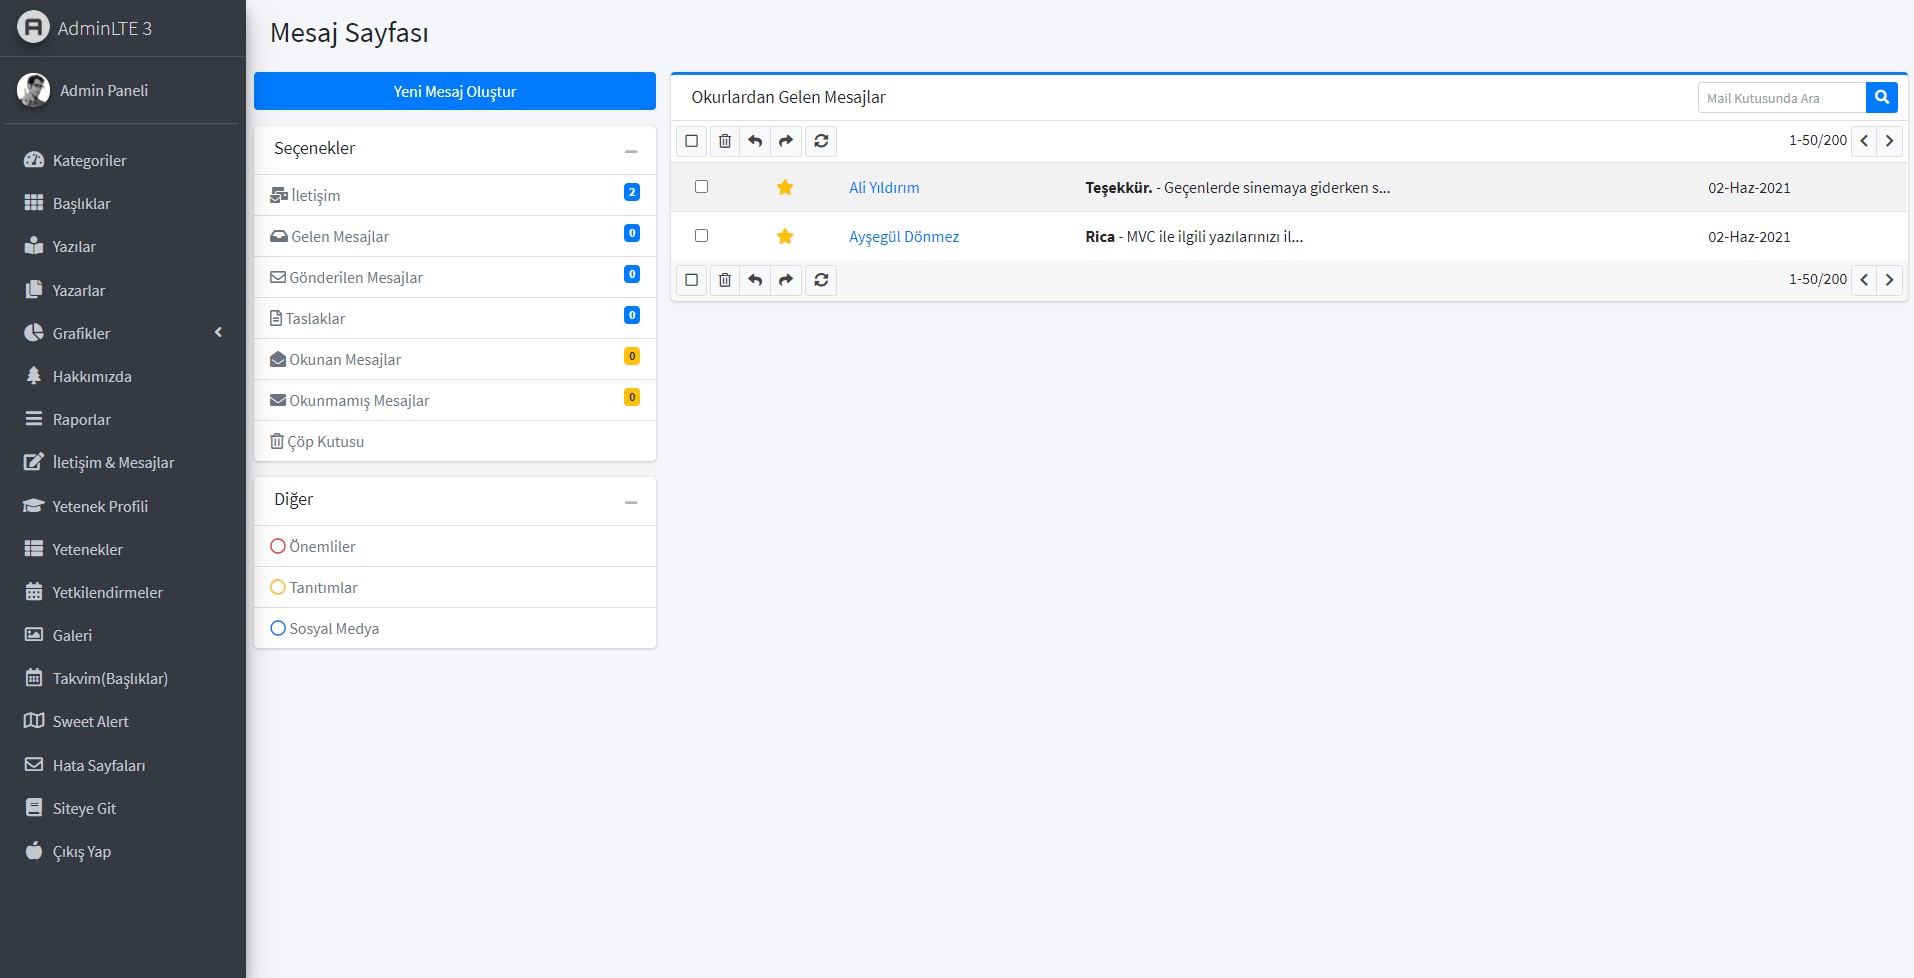 AdminLTE 3
Admin Paneli
Kategoriler
Başlıklar
Yazılar
Yazarlar
Grafikler
Hakkımızda
Raporlar
İletişim & Mesajlar
Yetenek Profili
Yetenekler
Yetkilendirmeler
Galeri
Takvim(Başlıklar)
Sweet Alert
Hata Sayfaları
Siteye Git
Çıkış Yap
Mesaj Sayfası
Yeni Mesaj Oluştur
Seçenekler
İletişim 2
Gelen Mesajlar 0
Gönderilen Mesajlar 0
Taslaklar 0
Okunan Mesajlar 0
Okunmamış Mesajlar 0
Çöp Kutusu
Diğer
Önemliler
Tanıtımlar
Sosyal Medya
Okurlardan Gelen Mesajlar
Mail Kutusunda Ara
1-50/200
Ali Yıldırım Teşekkür. - Geçenlerde sinemaya giderken s... 02-Haz-2021
Ayşegül Dönmez Rica - MVC ile ilgili yazılarınızı il... 02-Haz-2021
1-50/200